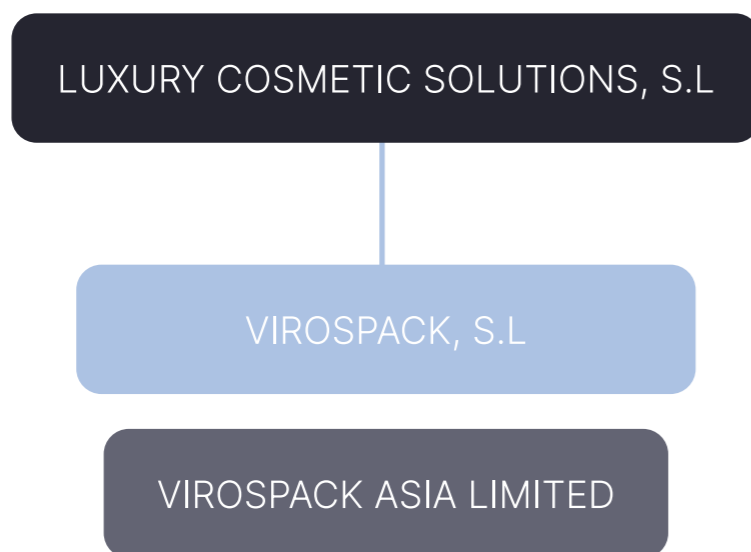 LUXURY COSMETIC SOLUTIONS, S.L
VIROSPACK, S.L
VIROSPACK ASIA LIMITED